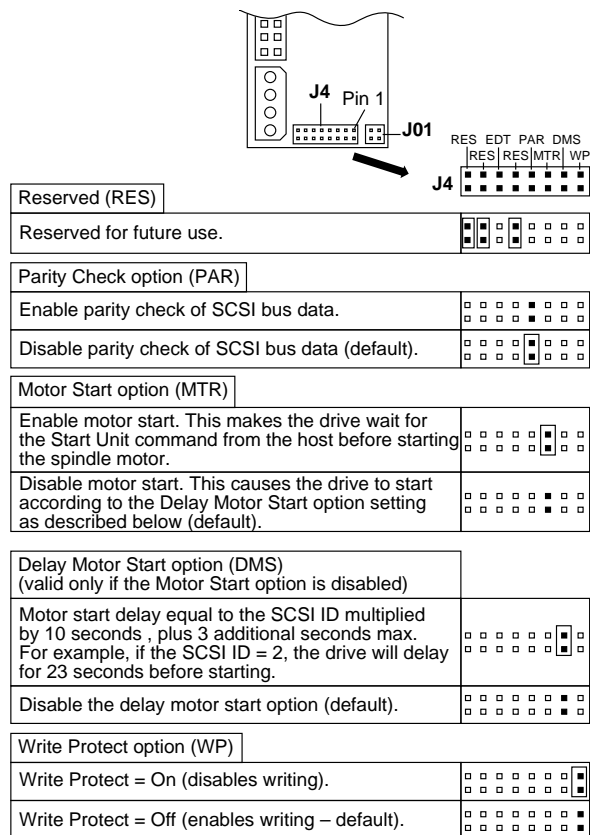 J4
Pin 1
J01
RES EDT PAR DMS
RES RES MTR WP
J4
Reserved (RES)
Reserved for future use.
Parity Check option (PAR)
Enable parity check of SCSI bus data.
Disable parity check of SCSI bus data (default).
Motor Start option (MTR)
Enable motor start. This makes the drive wait for
the Start Unit command from the host before starting
the spindle motor.
Disable motor start. This causes the drive to start
according to the Delay Motor Start option setting
as described below (default).
Delay Motor Start option (DMS)
(valid only if the Motor Start option is disabled)
Motor start delay equal to the SCSI ID multiplied
by 10 seconds , plus 3 additional seconds max.
For example, if the SCSI ID = 2, the drive will delay
for 23 seconds before starting.
Disable the delay motor start option (default).
Write Protect option (WP)
Write Protect = On (disables writing).
Write Protect = Off (enables writing – default).